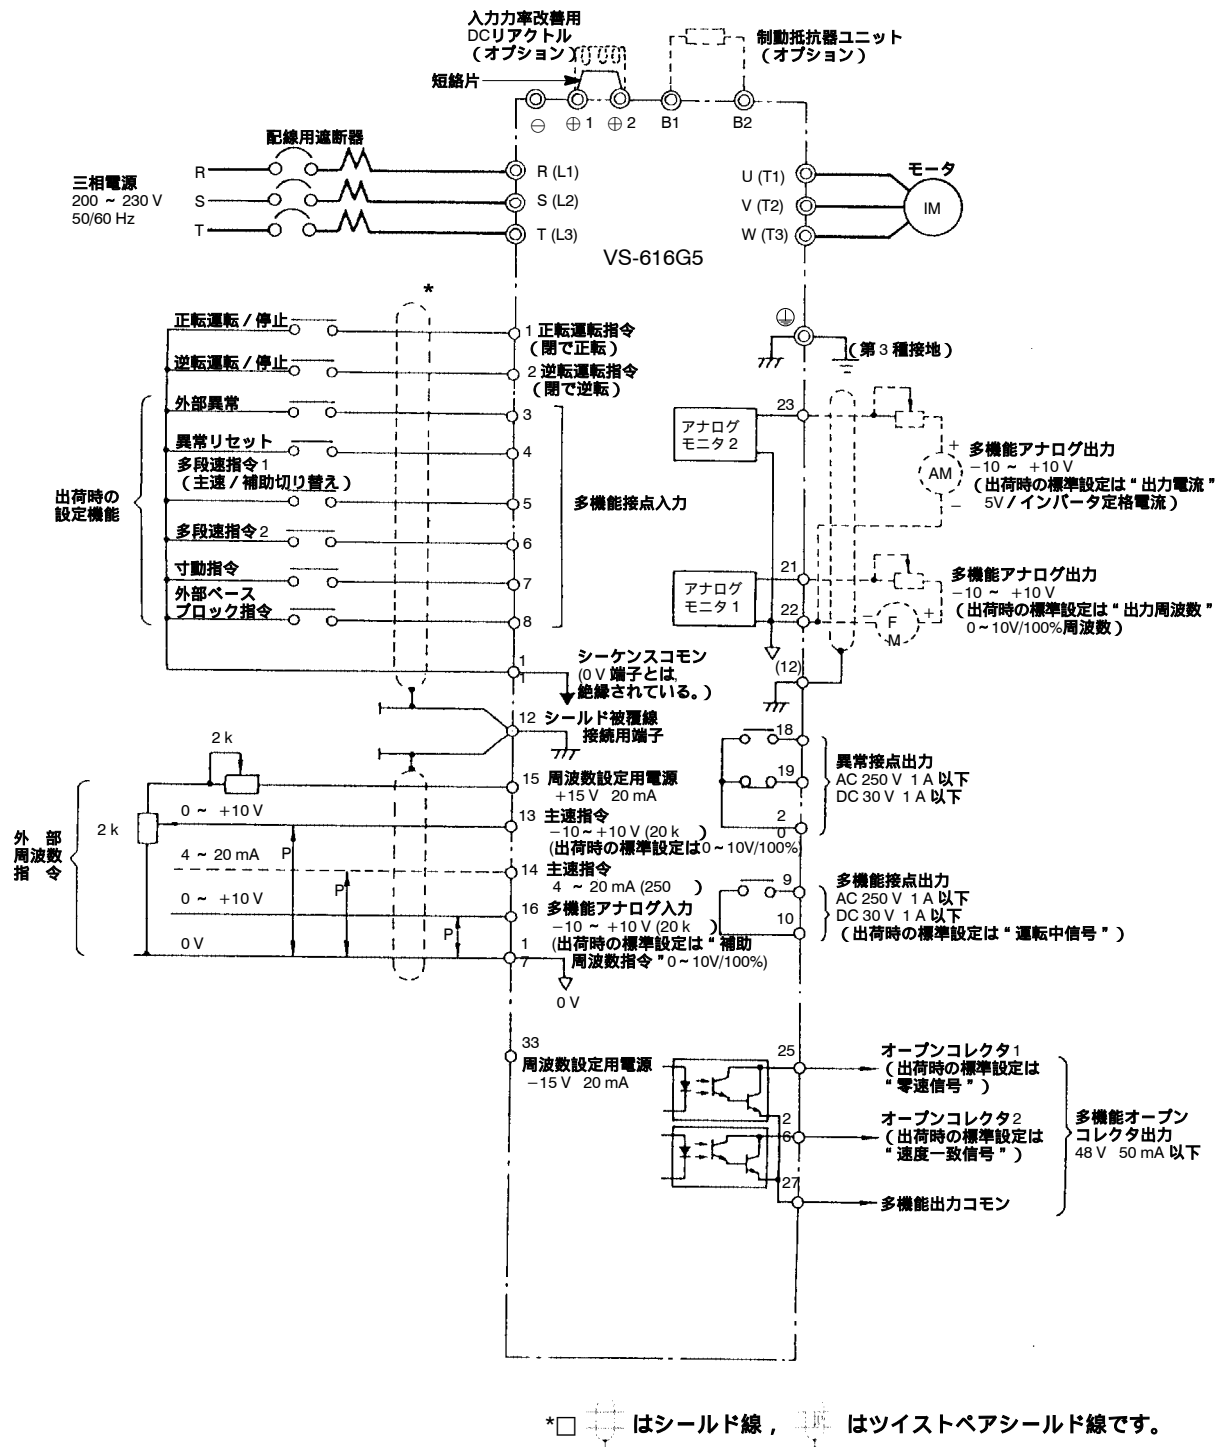 入力力率改善用
DCリアクトル
（オプション）
短絡片
制動抵抗器ユニット
（オプション）
⊖
⊕ 1
⊕ 2
B1
B2
配線用遮断器
三相電源
200 ~ 230 V
50/60 Hz
R
S
T
R (L1)
S (L2)
T (L3)
U (T1)
V (T2)
W (T3)
モータ
IM
VS-616G5
*
正転運転 / 停止
1 正転運転指令
（閉で正転）
逆転運転 / 停止
2 逆転運転指令
（閉で逆転）
出荷時の
設定機能
外部異常
3
異常リセット
4
多段速指令 1
（主速 / 補助切り替え）
5
多段速指令 2
6
寸動指令
7
外部ベース
ブロック指令
8
多機能接点入力
1
1
シーケンスコモン
(0 V 端子とは,
絶縁されている。)
12 シールド被覆線
接続用端子
（第 3 種接地）
アナログ
モニタ 2
23
AM
+
−
多機能アナログ出力
−10 ~ +10 V
（出荷時の標準設定は “ 出力電流 ”
5V / インバータ定格電流）
アナログ
モニタ 1
21
22
F
M
−
+
多機能アナログ出力
−10 ~ +10 V
（出荷時の標準設定は “ 出力周波数 ”
0 ~ 10V/100% 周波数）
(12)
外 部
周波数
指 令
2 k
2 k
15 周波数設定用電源
+15 V 20 mA
0 ~ +10 V
13 主速指令
−10 ~ +10 V (20 k )
(出荷時の標準設定は 0 ~ 10V/100%)
4 ~ 20 mA
P
14 主速指令
4 ~ 20 mA (250 )
0 ~ +10 V
P
16 多機能アナログ入力
−10 ~ +10 V (20 k )
(出荷時の標準設定は “ 補助
周波数指令 ” 0 ~ 10V/100%)
0 V
P
1
7
0 V
33
周波数設定用電源
−15 V 20 mA
18
19
2
0
異常接点出力
AC 250 V 1 A 以下
DC 30 V 1 A 以下
9
10
多機能接点出力
AC 250 V 1 A 以下
DC 30 V 1 A 以下
（出荷時の標準設定は “ 運転中信号 ”）
25
オープンコレクタ 1
（出荷時の標準設定は
“ 零速信号 ”）
2
6
オープンコレクタ 2
（出荷時の標準設定は
“ 速度一致信号 ”）
27
多機能出力コモン
多機能オープン
コレクタ出力
48 V 50 mA 以下
*□ はシールド線， はツイストペアシールド線です。